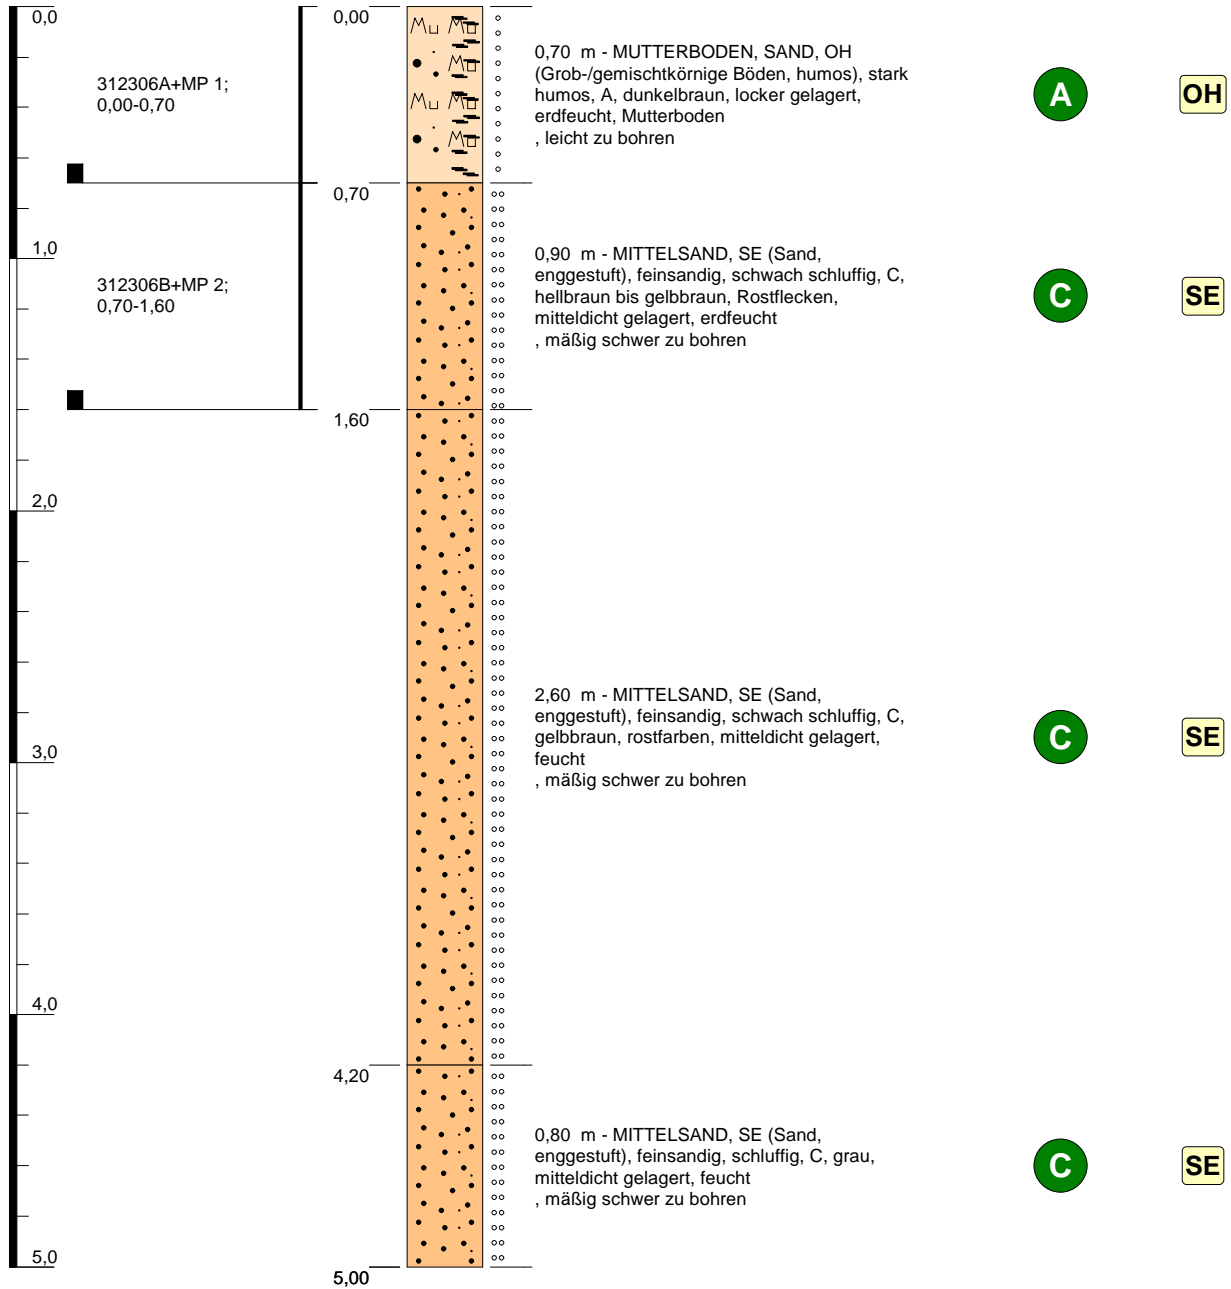 0,0
0,00
312306A+MP 1;
0,00-0,70
0,70 m - MUTTERBODEN, SAND, OH
(Grob-/gemischtkörnige Böden, humos), stark
humos, A, dunkelbraun, locker gelagert,
erdfeucht, Mutterboden
, leicht zu bohren
A
OH
0,70
1,0
312306B+MP 2;
0,70-1,60
0,90 m - MITTELSAND, SE (Sand,
enggestuft), feinsandig, schwach schluffig, C,
hellbraun bis gelbbraun, Rostflecken,
mitteldicht gelagert, erdfeucht
, mäßig schwer zu bohren
C
SE
1,60
2,0
2,60 m - MITTELSAND, SE (Sand,
enggestuft), feinsandig, schwach schluffig, C,
gelbbraun, rostfarben, mitteldicht gelagert,
feucht
, mäßig schwer zu bohren
C
SE
3,0
4,0
4,20
0,80 m - MITTELSAND, SE (Sand,
enggestuft), feinsandig, schluffig, C, grau,
mitteldicht gelagert, feucht
, mäßig schwer zu bohren
C
SE
5,0
5,00